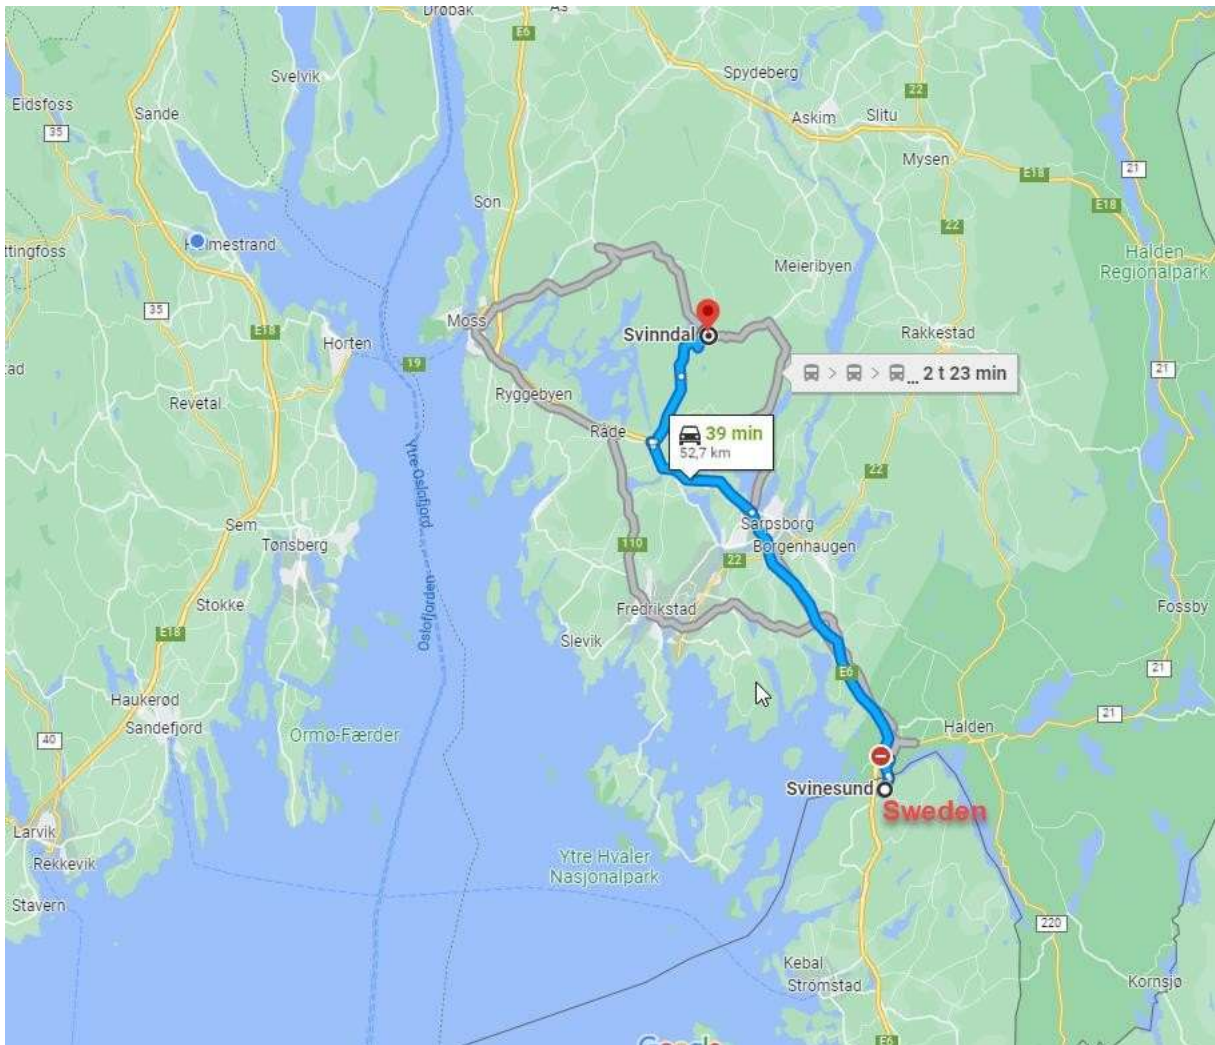 Drøbak
Ås
E6
Spydeberg
Svelvik
22
Eidsfoss
Sande
Askim
Slitu
35
Mysen
21
E18
Son
E18
22
Holmestrand
ttingfoss
Meieribyen
Halden
Regionalpark
35
E18
Moss
Svinndal
Rakkestad
Horten
19
ad
2 t 23 min
21
Ryggebyen
Revetal
Råde
39 min
52,7 km
22
Ytre Oslofjord
Sem
Sarpsborg
Tønsberg
110
22
Borgenhaugen
Oslofjorden
Stokke
Fredrikstad
Fossby
E18
Slevik
E6
21
Haukerød
Sandefjord
21
Halden
Ormø-Færder
40
Svinesund
Sweden
Larvik
Rekkevik
Ytre Hvaler
Nasjonalpark
Stavern
220
Kebal
Strömstad
Kornsjø
E6
Google